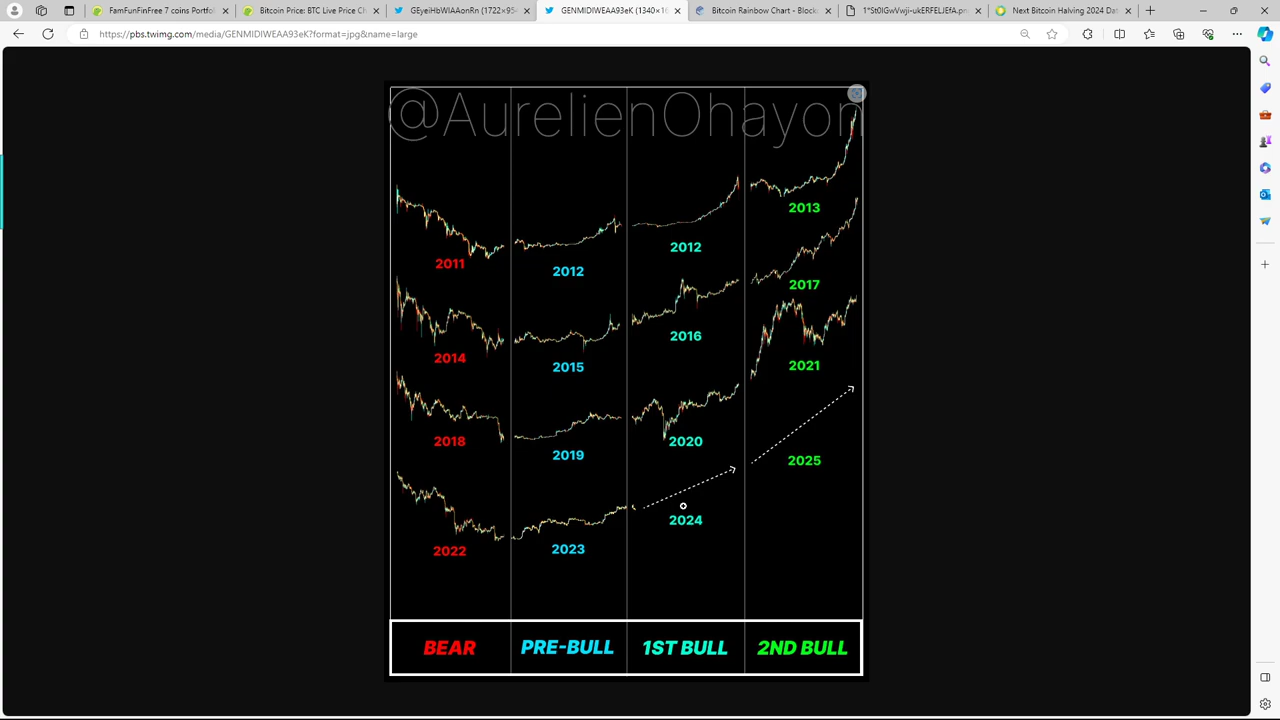 FamFunFinFree 7 coins Portfol
Bitcoin Price: BTC Live Price Ch
GEyeiHbWIAAonRn (1722×95
GENMIDIWEAA93eK (1340×16
Bitcoin Rainbow Chart - Block
Next Bitcoin Halving 2024 Dat
https://pbs.twimg.com/media/GENMIDIWEAA93eK?format=jpg&name=large
@AurelienOhayon
2011
2012
2012
2013
2014
2015
2016
2017
2018
2019
2020
2021
2022
2023
2024
2025
BEAR
PRE-BULL
1ST BULL
2ND BULL